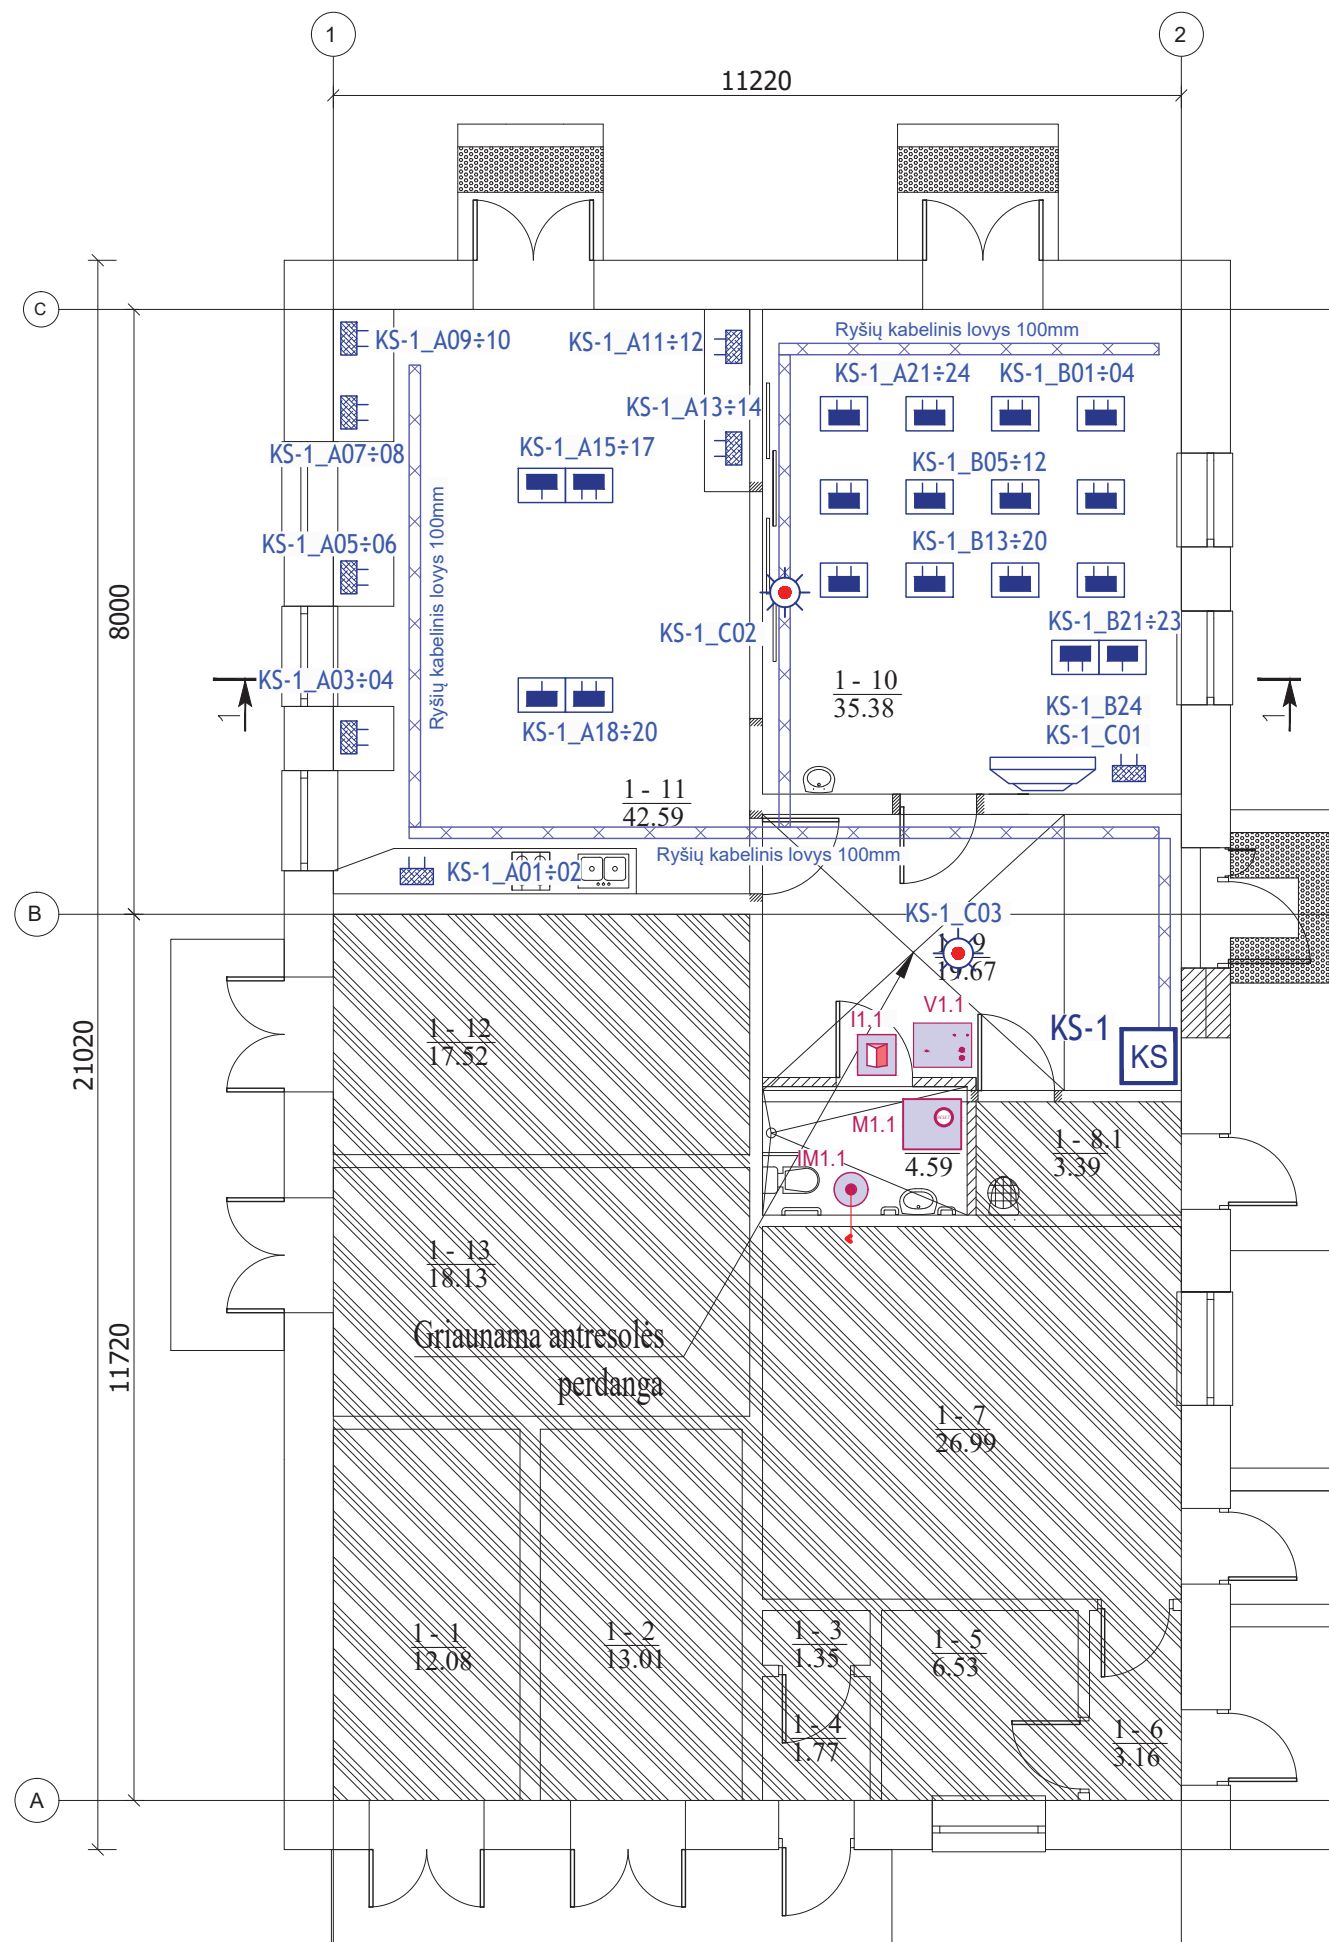 1
2
11220
C
Ryšių kabelinis lovys 100mm
KS-1_A09÷10
KS-1_A11÷12
KS-1_A21÷24
KS-1_B01÷04
KS-1_A13÷14
KS-1_A07÷08
KS-1_A15÷17
KS-1_B05÷12
KS-1_A05÷06
KS-1_B13÷20
Ryšių kabelinis lovys 100mm
8000
KS-1_C02
KS-1_B21÷23
KS-1_A03÷04
1 - 10
35.38
1
1
KS-1_B24
KS-1_C01
KS-1_A18÷20
1 - 11
42.59
Ryšių kabelinis lovys 100mm
KS-1_A01÷02
B
KS-1_C03
1 - 9
19.67
V1.1
I1.1
KS-1
KS
1 - 12
17.52
21020
M1.1
RESET
4.59
1 - 8.1
3.39
IM1.1
1 - 13
18.13
Griaunama antresolės
perdanga
11720
1 - 7
26.99
1 - 1
12.08
1 - 2
13.01
1 - 3
1.35
1 - 5
6.53
1 - 4
1.77
1 - 6
3.16
A